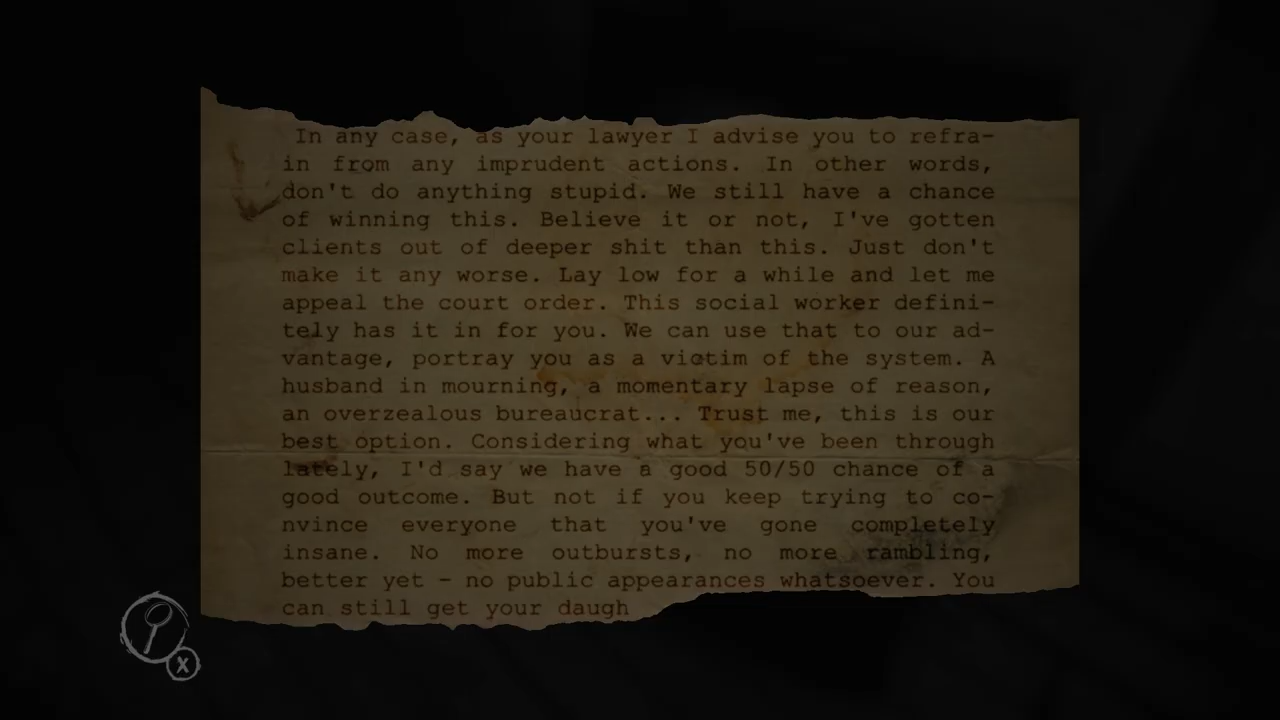 In any case, as your lawyer I advise you to refra-
in from any imprudent actions. In other words,
don't do anything stupid. We still have a chance
of winning this. Believe it or not, I've gotten
clients out of deeper shit than this. Just don't
make it any worse. Lay low for a while and let me
appeal the court order. This social worker defini-
tely has it in for you. We can use that to our ad-
vantage, portray you as a victim of the system. A
husband in mourning, a momentary lapse of reason,
an overzealous bureaucrat... Trust me, this is our
best option. Considering what you've been through
lately, I'd say we have a good 50/50 chance of a
good outcome. But not if you keep trying to co-
nvince everyone that you've gone completely
insane. No more outbursts, no more rambling,
better yet - no public appearances whatsoever. You
can still get your daugh
X